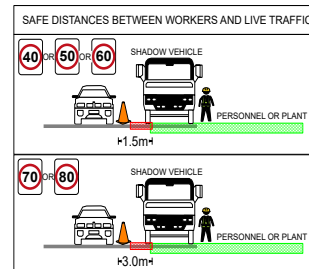 SAFE DISTANCES BETWEEN WORKERS AND LIVE TRAFFIC
40 OR 50 OR 60
SHADOW VEHICLE
PERSONNEL OR PLANT
1.5m
70 OR 80
SHADOW VEHICLE
PERSONNEL OR PLANT
3.0m